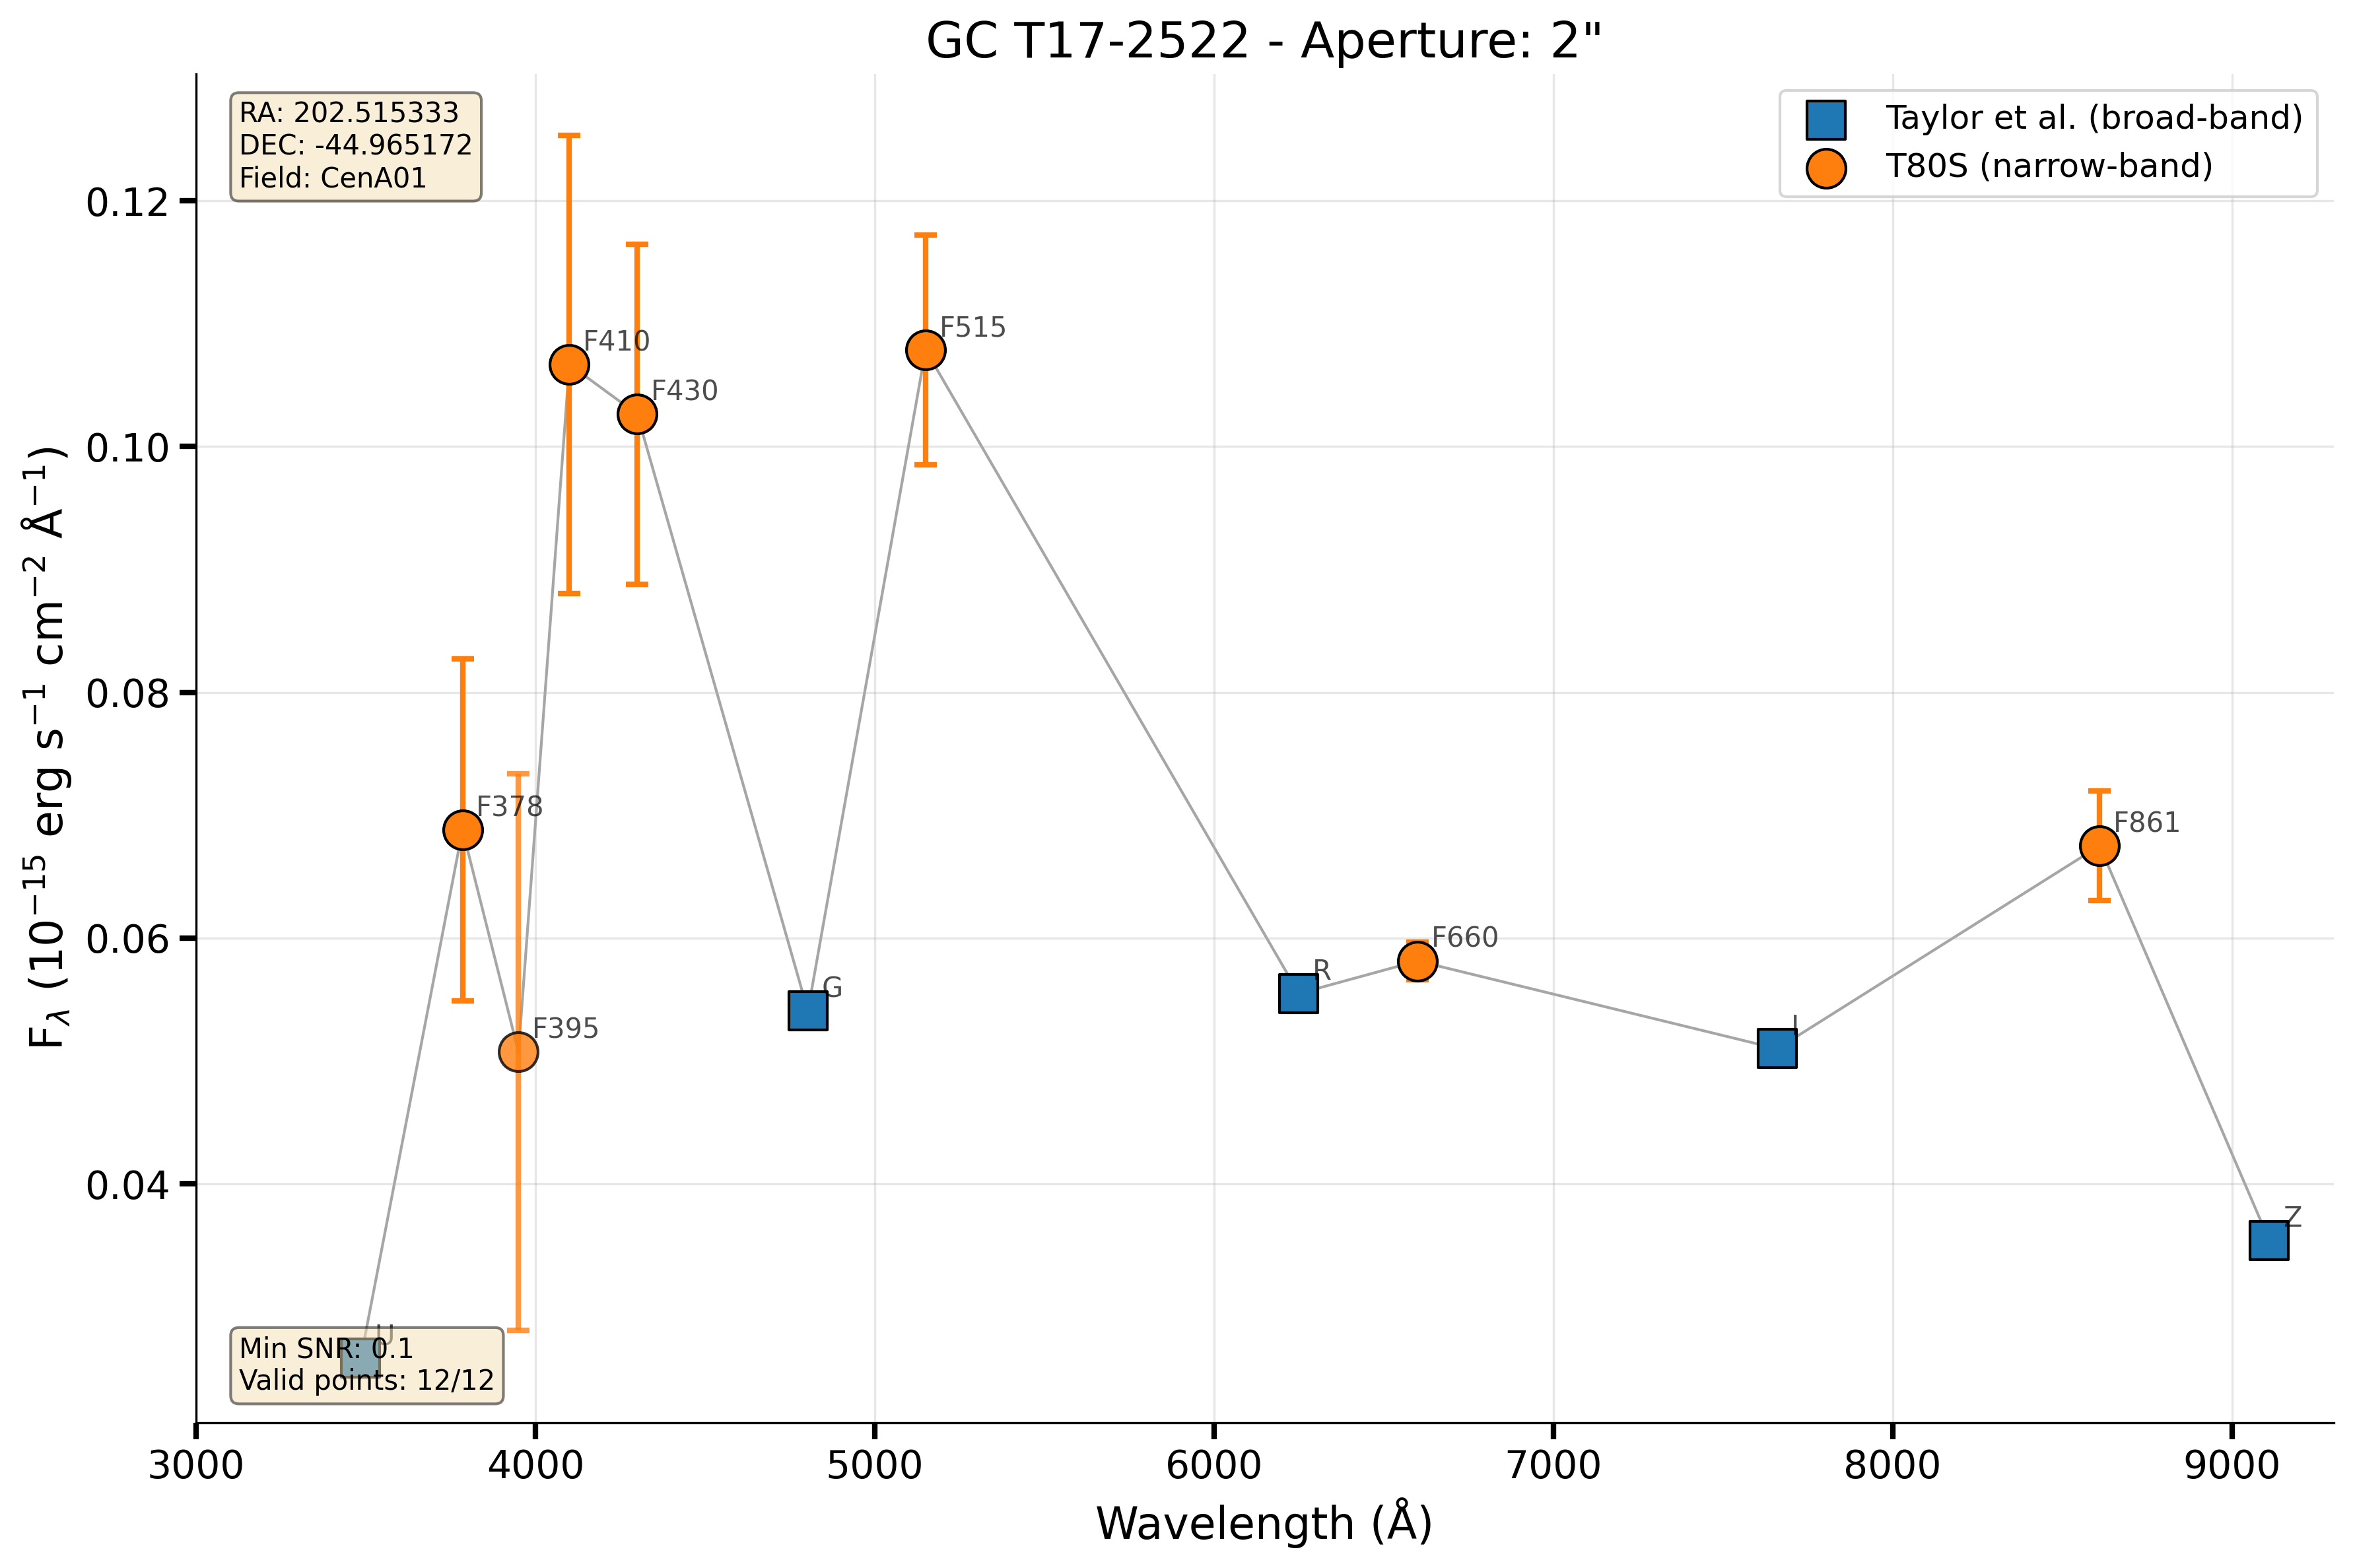 GC T17-2522 - Aperture: 2"
RA: 202.515333
DEC: -44.965172
Field: CenA01
Taylor et al. (broad-band)
T80S (narrow-band)
F410
F430
F515
F378
F395
G
R
F660
I
F861
Z
U
Min SNR: 0.1
Valid points: 12/12
0.12
0.10
0.08
0.06
0.04
F_λ (10⁻¹⁵ erg s⁻¹ cm⁻² Å⁻¹)
3000 4000 5000 6000 7000 8000 9000
Wavelength (Å)